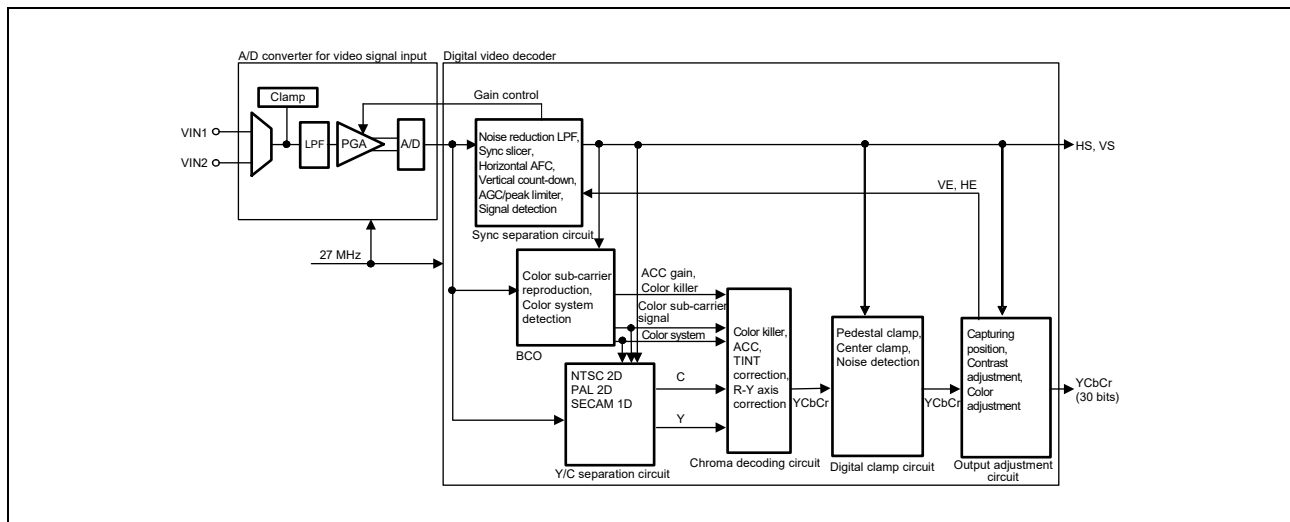 A/D converter for video signal input
Digital video decoder
Clamp
Gain control
VIN1
VIN2
LPF
PGA
A/D
Noise reduction LPF,
Sync slicer,
Horizontal AFC,
Vertical count-down,
AGC/peak limiter,
Signal detection
Sync separation circuit
HS, VS
VE, HE
27 MHz
Color sub-carrier
reproduction,
Color system
detection
BCO
ACC gain,
Color killer
Color sub-carrier
signal
Color system
NTSC 2D
PAL 2D
SECAM 1D
Y/C separation circuit
C
Y
Color killer,
ACC,
TINT
correction,
R-Y axis
correction
Chroma decoding circuit
YCbCr
Pedestal clamp,
Center clamp,
Noise detection
Digital clamp circuit
YCbCr
Capturing
position,
Contrast
adjustment,
Color
adjustment
Output adjustment
circuit
YCbCr
(30 bits)